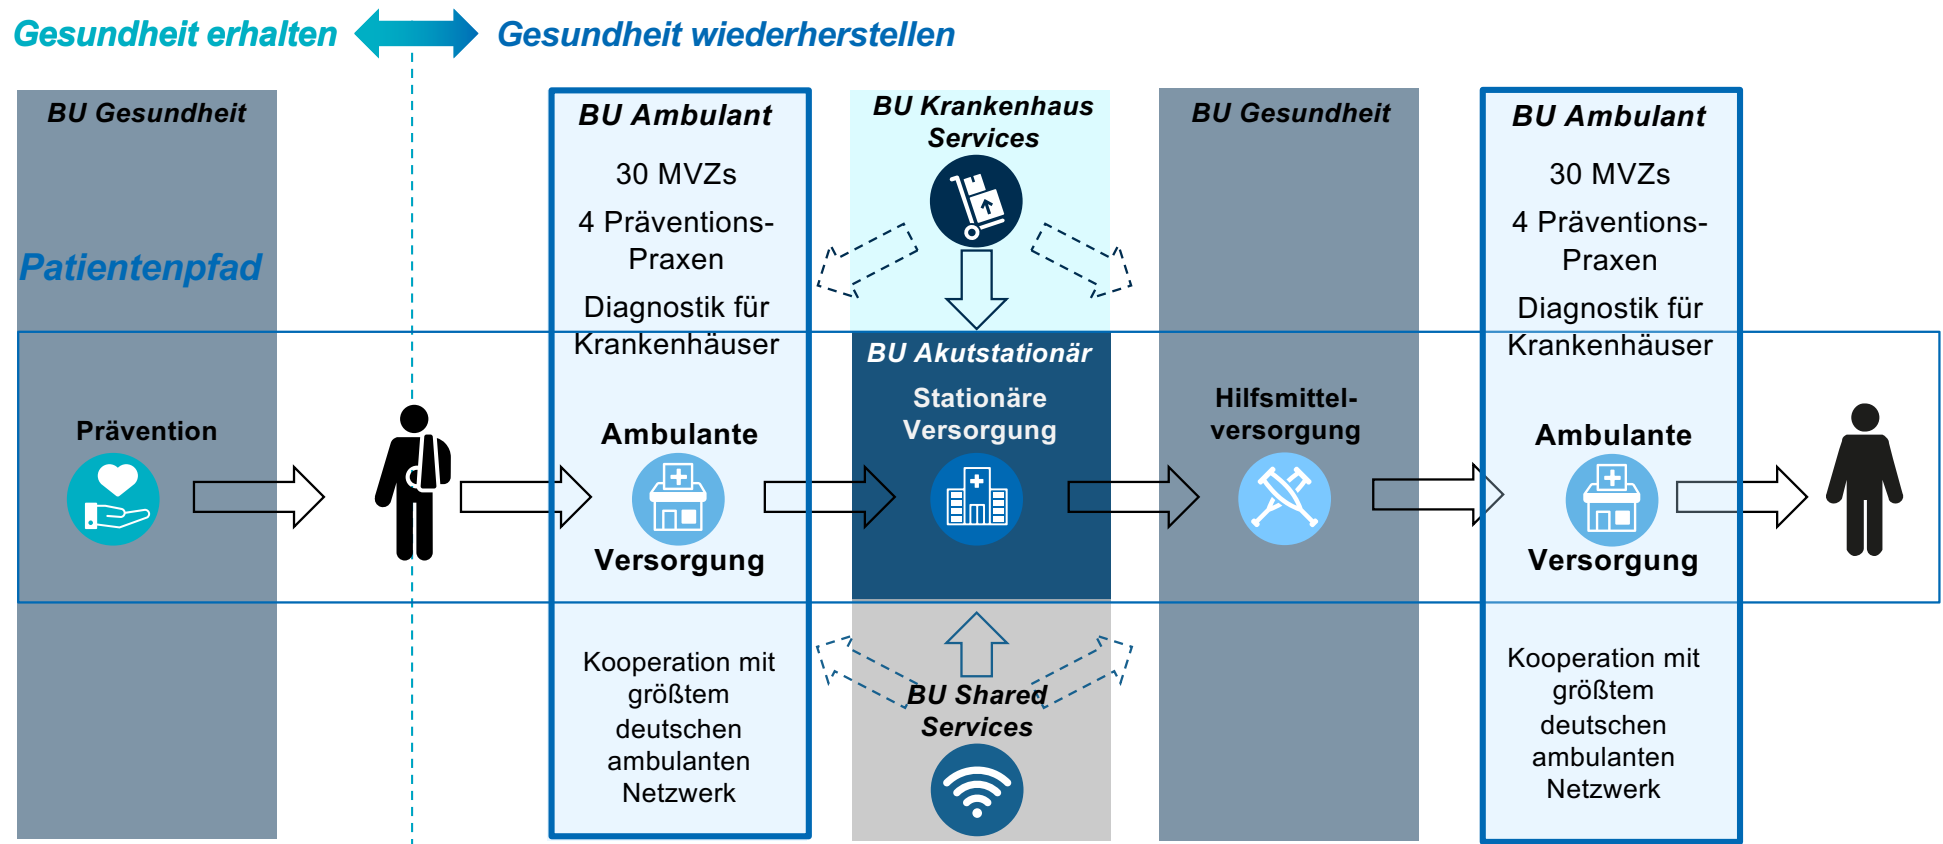 Gesundheit erhalten
Gesundheit wiederherstellen
BU Gesundheit
Patientenpfad
Prävention
BU Ambulant
30 MVZs
4 Präventions-
Praxen
Diagnostik für
Krankenhäuser
Ambulante
Versorgung
Kooperation mit
größtem
deutschen
ambulanten
Netzwerk
BU Krankenhaus
Services
BU Akutstationär
Stationäre
Versorgung
BU Shared
Services
BU Gesundheit
Hilfsmittel-
versorgung
BU Ambulant
30 MVZs
4 Präventions-
Praxen
Diagnostik für
Krankenhäuser
Ambulante
Versorgung
Kooperation mit
größtem
deutschen
ambulanten
Netzwerk